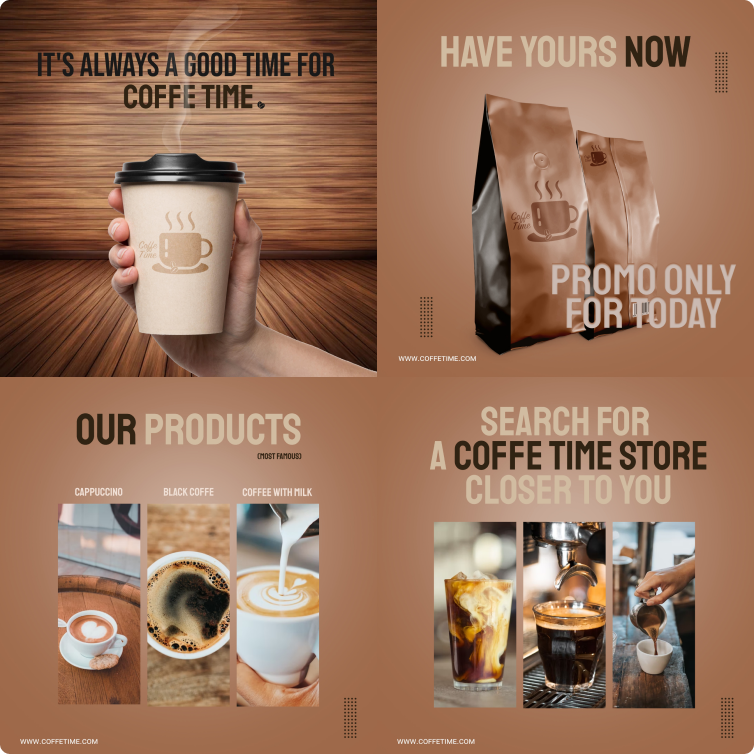 IT'S ALWAYS A GOOD TIME FOR
COFFE TIME
Coffe
Time
HAVE YOURS NOW
Coffe
Time
PROMO ONLY
FOR TODAY
WWW.COFFETIME.COM
OUR PRODUCTS
(MOST FAMOUS)
CAPPUCCINO
BLACK COFFE
COFFEE WITH MILK
WWW.COFFETIME.COM
SEARCH FOR
A COFFE TIME STORE
CLOSER TO YOU
WWW.COFFETIME.COM